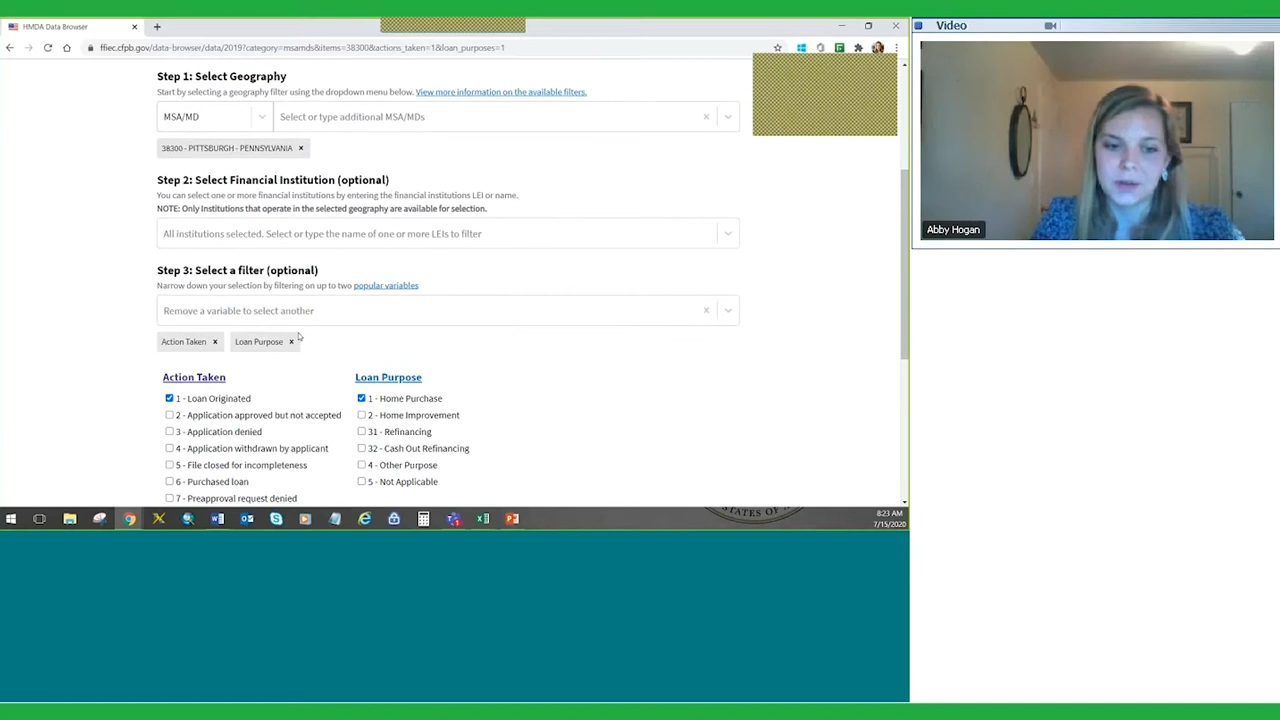 HMDA Data Browser
ffiec.cfpb.gov/data-browser/data/2019?category=msamds&items=38300&actions_taken=1&loan_purposes=1
Step 1: Select Geography
Start by selecting a geography filter using the dropdown menu below. View more information on the available filters.
MSA/MD Select or type additional MSA/MDs
38300 - PITTSBURGH - PENNSYLVANIA
Step 2: Select Financial Institution (optional)
You can select one or more financial institutions by entering the financial institutions LEI or name.
NOTE: Only Institutions that operate in the selected geography are available for selection.
All institutions selected. Select or type the name of one or more LEIs to filter
Step 3: Select a filter (optional)
Narrow down your selection by filtering on up to two popular variables
Remove a variable to select another
Action Taken Loan Purpose
Action Taken Loan Purpose
1 - Loan Originated 1 - Home Purchase
2 - Application approved but not accepted 2 - Home Improvement
3 - Application denied 31 - Refinancing
4 - Application withdrawn by applicant 32 - Cash Out Refinancing
5 - File closed for incompleteness 4 - Other Purpose
6 - Purchased loan 5 - Not Applicable
7 - Preapproval request denied
STATES OF
8:23 AM
7/15/2020
Video
Abby Hogan